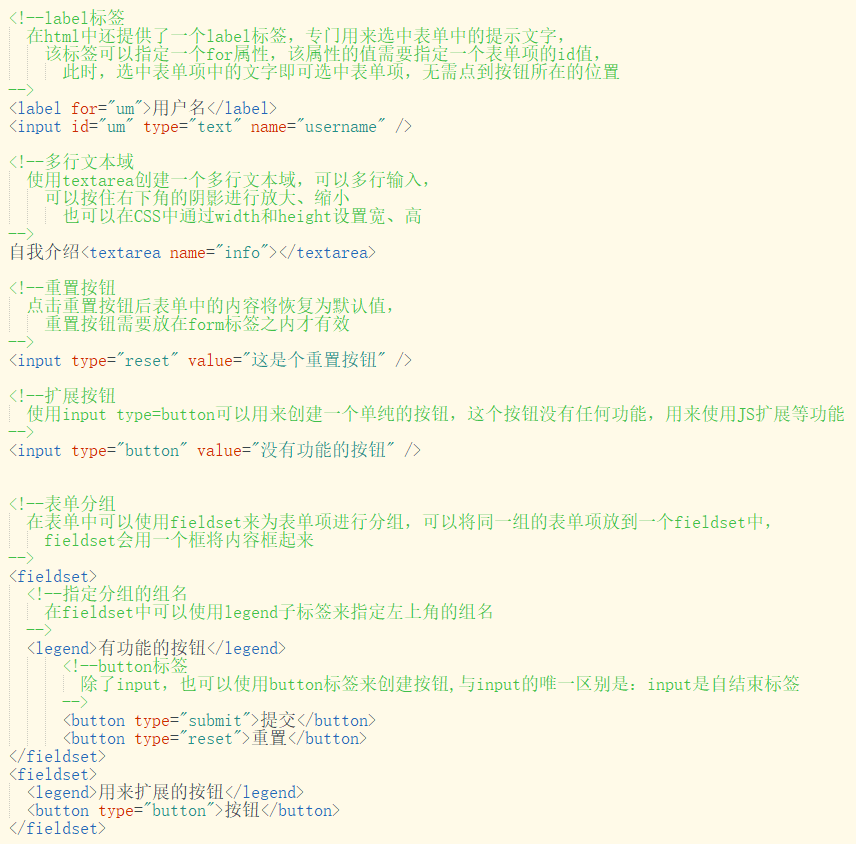 <!--label标签
在html中还提供了一个label标签，专门用来选中表单中的提示文字，
该标签可以指定一个for属性，该属性的值需要指定一个表单项的id值，
此时，选中表单项中的文字即可选中表单项，无需点到按钮所在的位置
-->
<label for="um">用户名</label>
<input id="um" type="text" name="username" />
<!--多行文本域
使用textarea创建一个多行文本域，可以多行输入，
可以按住右下角的阴影进行放大、缩小
也可以在CSS中通过width和height设置宽、高
-->
自我介绍<textarea name="info"></textarea>
<!--重置按钮
点击重置按钮后表单中的内容将恢复为默认值，
重置按钮需要放在form标签之内才有效
-->
<input type="reset" value="这是个重置按钮" />
<!--扩展按钮
使用input type=button可以用来创建一个单纯的按钮，这个按钮没有任何功能，用来使用JS扩展等功能
-->
<input type="button" value="没有功能的按钮" />
<!--表单分组
在表单中可以使用fieldset来为表单项进行分组，可以将同一组的表单项放到一个fieldset中，
fieldset会用一个框将内容框起来
-->
<fieldset>
<!--指定分组的组名
在fieldset中可以使用legend子标签来指定左上角的组名
-->
<legend>有功能的按钮</legend>
<!--button标签
除了input，也可以使用button标签来创建按钮,与input的唯一区别是：input是自结束标签
-->
<button type="submit">提交</button>
<button type="reset">重置</button>
</fieldset>
<fieldset>
<legend>用来扩展的按钮</legend>
<button type="button">按钮</button>
</fieldset>